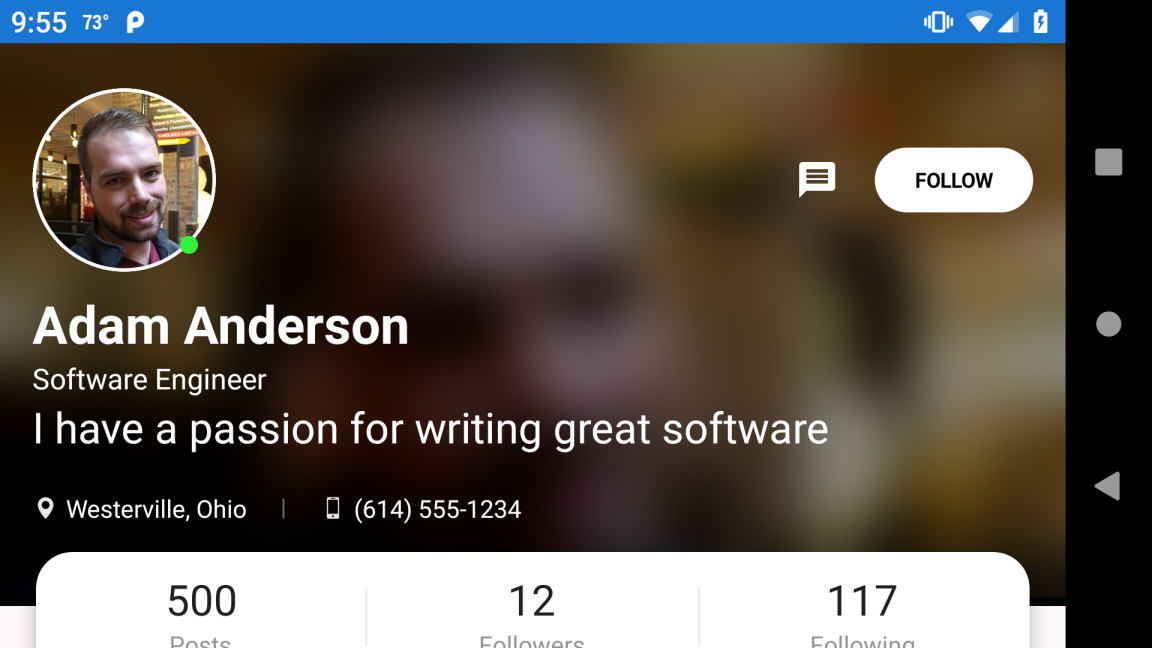 9:55 73°
FOLLOW
Adam Anderson
Software Engineer
I have a passion for writing great software
Westerville, Ohio | (614) 555-1234
500 12 117
Posts Followers Following